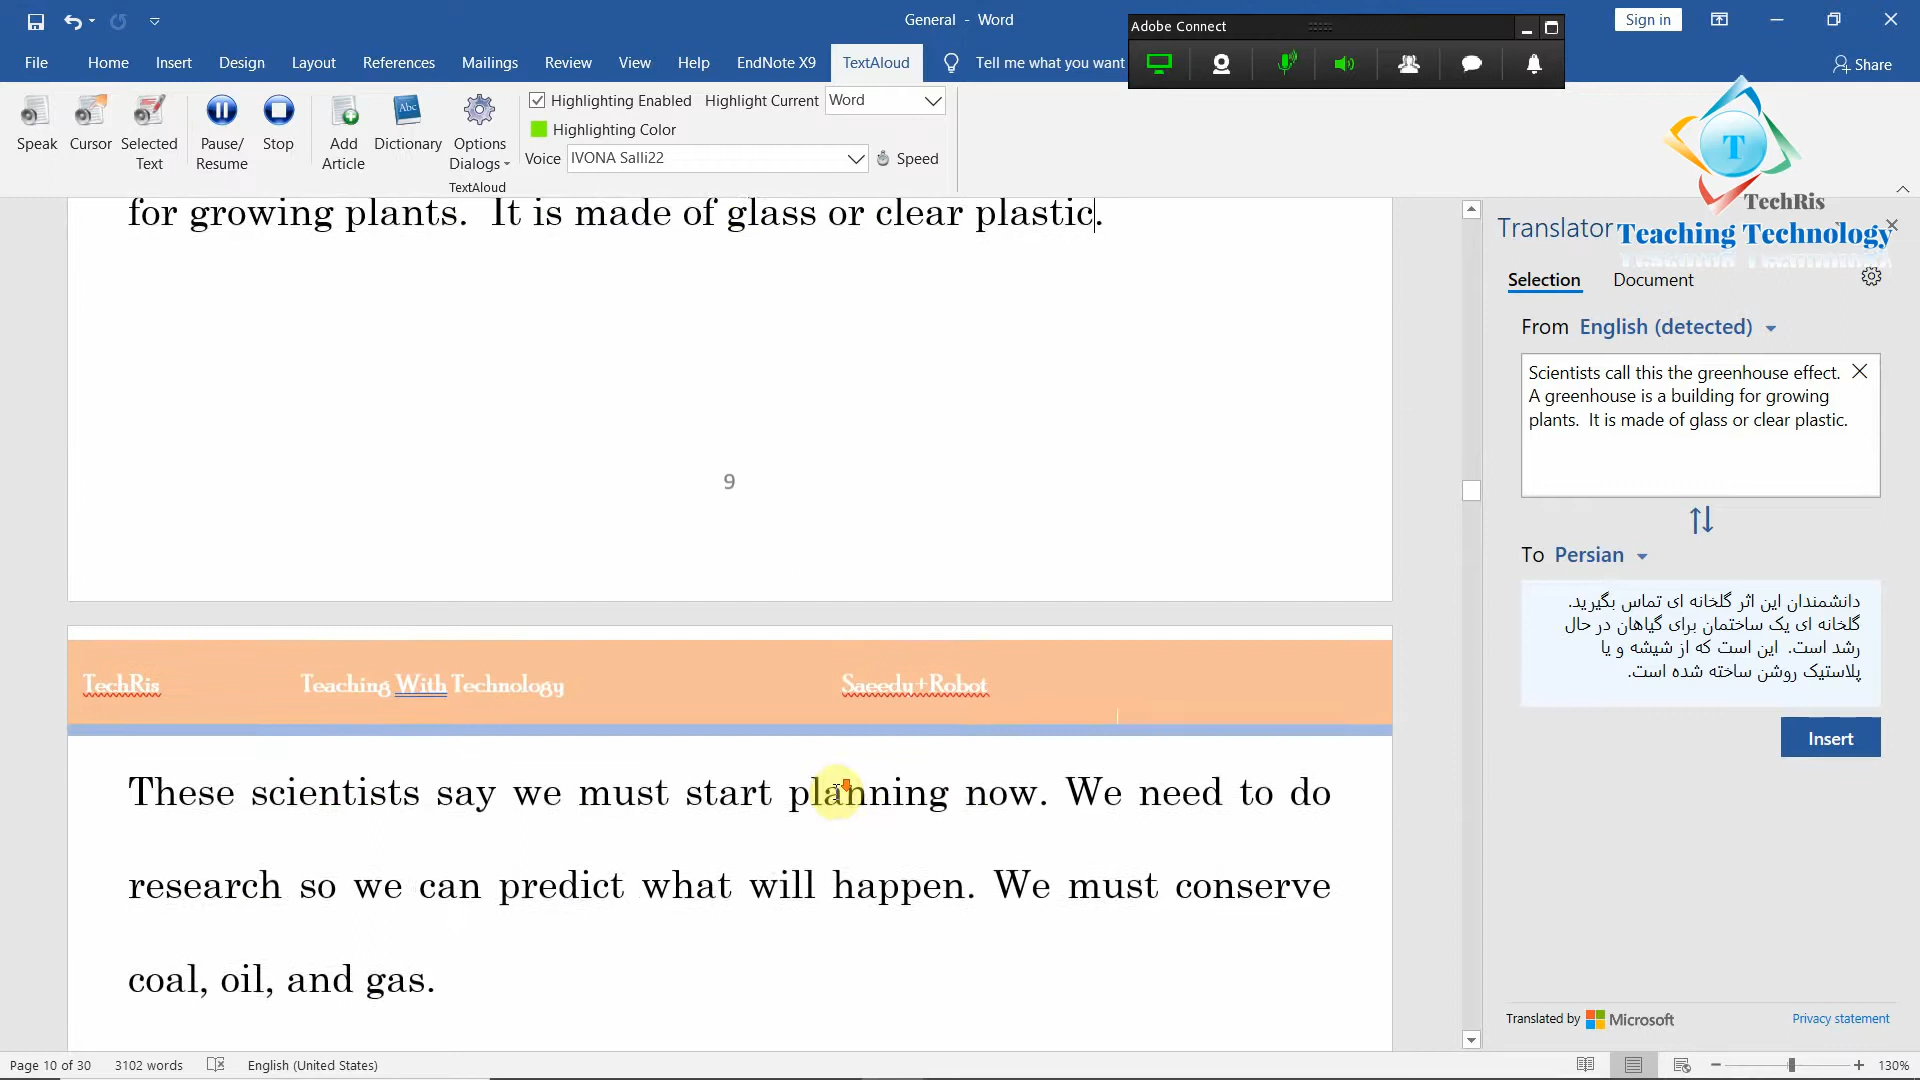 General - Word
Adobe Connect
Sign in
File Home Insert Design Layout References Mailings Review View Help EndNote X9 TextAloud Tell me what you want
Share
Speak Cursor Selected Text Pause/ Resume Stop Add Article Dictionary Abc Options Dialogs
Highlighting Enabled Highlight Current Word
Highlighting Color
Voice IVONA Salli22 Speed
TextAloud
T
TechRis
Teaching Technology
for growing plants. It is made of glass or clear plastic.
9
TechRis Teaching With Technology Saeedy+Robot
These scientists say we must start planning now. We need to do
research so we can predict what will happen. We must conserve
coal, oil, and gas.
Translator
Selection Document
From English (detected)
Scientists call this the greenhouse effect.
A greenhouse is a building for growing
plants. It is made of glass or clear plastic.
To Persian
دانشمندان این اثر گلخانه ای تماس بگیرید.
گلخانه ای یک ساختمان برای گیاهان در حال
رشد است. این است که از شیشه و یا
پلاستیک روشن ساخته شده است.
Insert
Translated by Microsoft Privacy statement
Page 10 of 30 3102 words English (United States) 130%